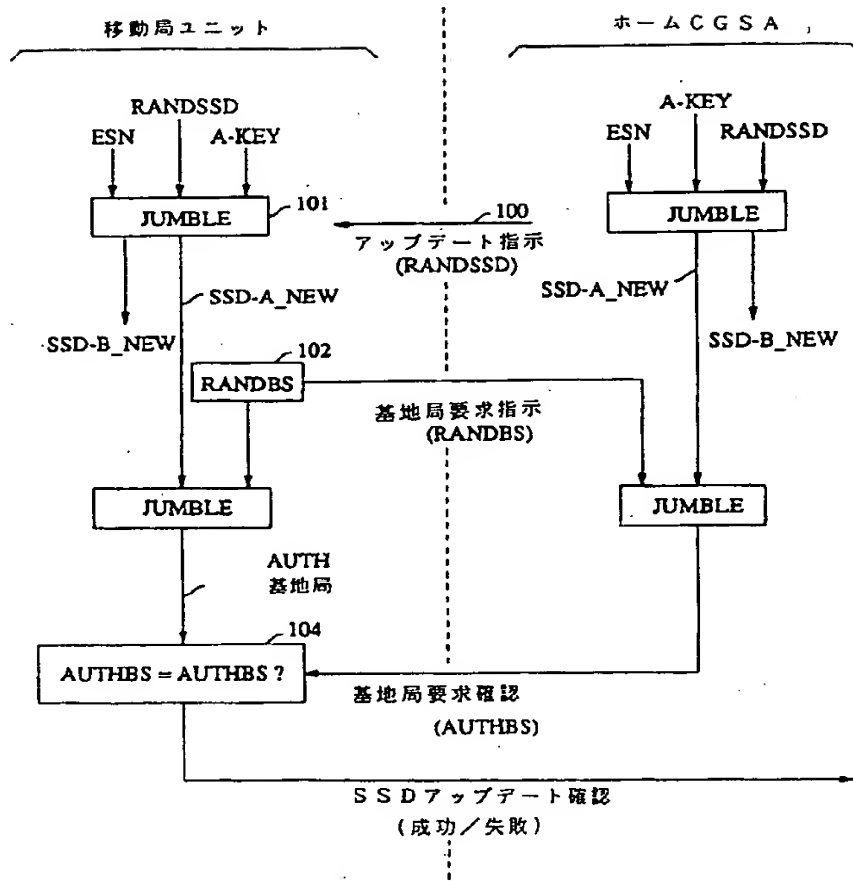 移動局ユニット
ホームCGSA
RANDSSD
ESN
A-KEY
A-KEY
ESN
RANDSSD
JUMBLE
101
100
JUMBLE
アップデート指示
(RANDSSD)
SSD-A_NEW
SSD-A_NEW
SSD-B_NEW
SSD-B_NEW
102
RANDBS
基地局要求指示
(RANDBS)
JUMBLE
JUMBLE
AUTH
基地局
104
AUTHBS = AUTHBS ?
基地局要求確認
(AUTHBS)
SSDアップデート確認
(成功/失敗)